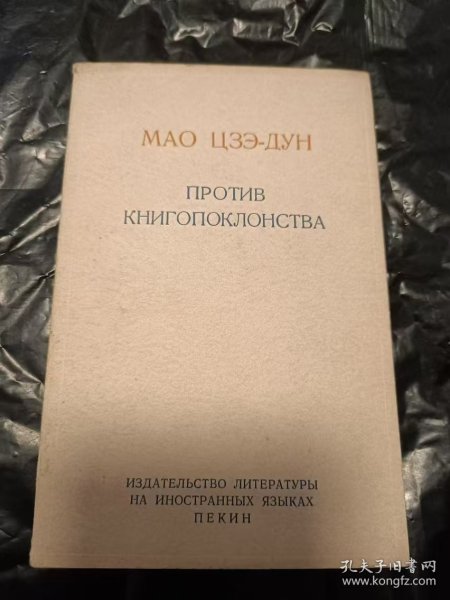 МАО ЦЗЭ-ДУН
ПРОТИВ
КНИГОПОКЛОНСТВА
ИЗДАТЕЛЬСТВО ЛИТЕРАТУРЫ
НА ИНОСТРАННЫХ ЯЗЫКАХ
ПЕКИН
孔夫子旧书网
www.kongfz.com